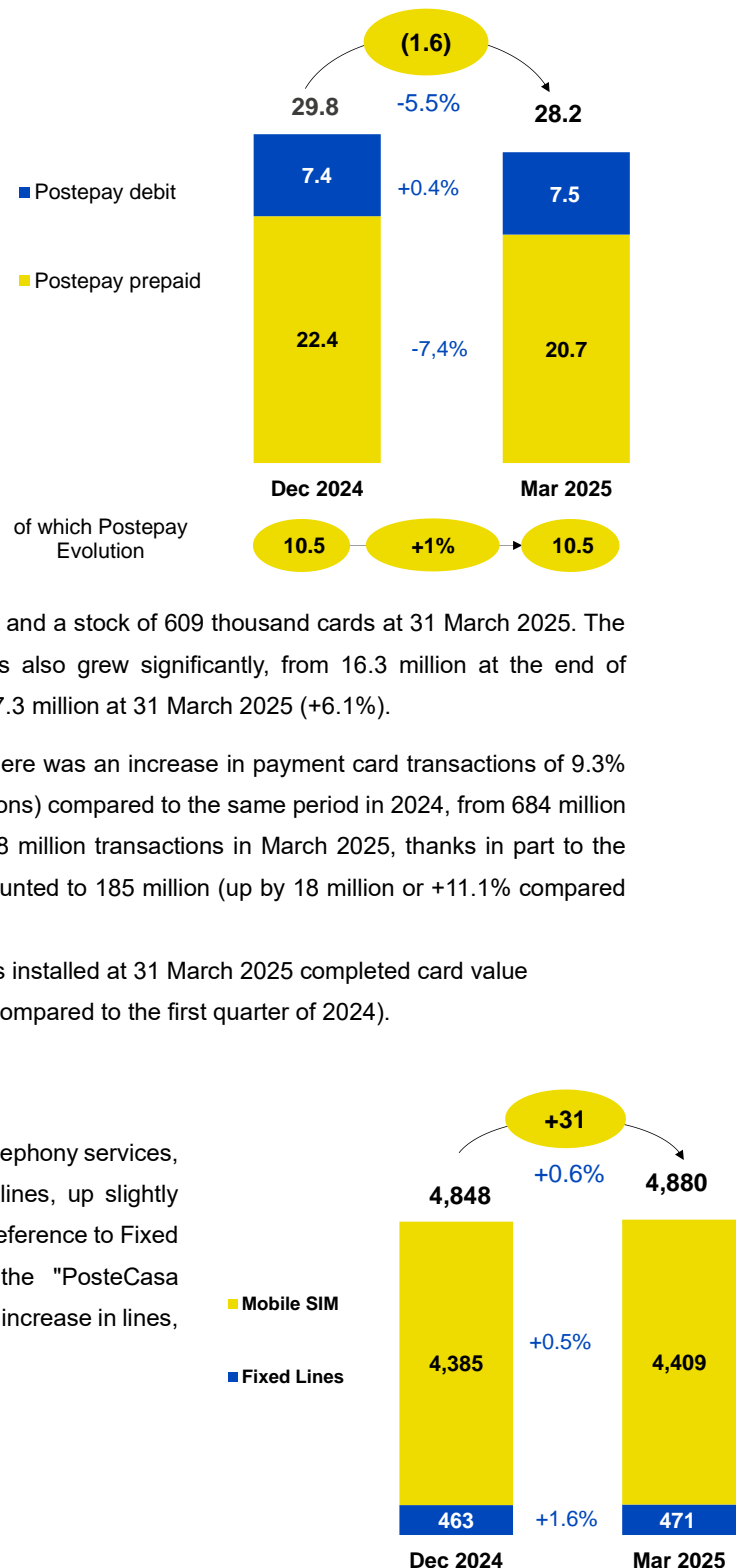 (1.6)
29.8
-5.5%
28.2
7.4
+0.4%
7.5
Postepay debit
Postepay prepaid
22.4
-7,4%
20.7
Dec 2024
Mar 2025
of which Postepay
Evolution
10.5
+1%
10.5
and a stock of 609 thousand cards at 31 March 2025. The
s also grew significantly, from 16.3 million at the end of
7.3 million at 31 March 2025 (+6.1%).
ere was an increase in payment card transactions of 9.3%
ons) compared to the same period in 2024, from 684 million
8 million transactions in March 2025, thanks in part to the
unted to 185 million (up by 18 million or +11.1% compared
s installed at 31 March 2025 completed card value
ompared to the first quarter of 2024).
ephony services,
lines, up slightly
eference to Fixed
the "PosteCasa
increase in lines,
+31
4,848
+0.6%
4,880
Mobile SIM
Fixed Lines
4,385
+0.5%
4,409
463
+1.6%
471
Dec 2024
Mar 2025